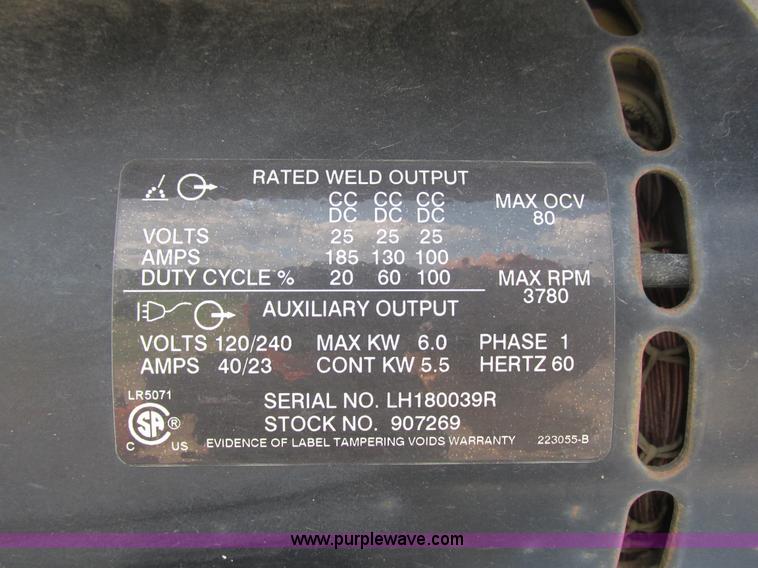 RATED WELD OUTPUT
CC CC CC
DC DC DC
VOLTS 25 25 25
AMPS 185 130 100
DUTY CYCLE % 20 60 100
MAX OCV
80
MAX RPM
3780
AUXILIARY OUTPUT
VOLTS 120/240 MAX KW 6.0 PHASE 1
AMPS 40/23 CONT KW 5.5 HERTZ 60
LR5071
SA ®
C US
SERIAL NO. LH180039R
STOCK NO. 907269
EVIDENCE OF LABEL TAMPERING VOIDS WARRANTY 223055-B
www.purplewave.com